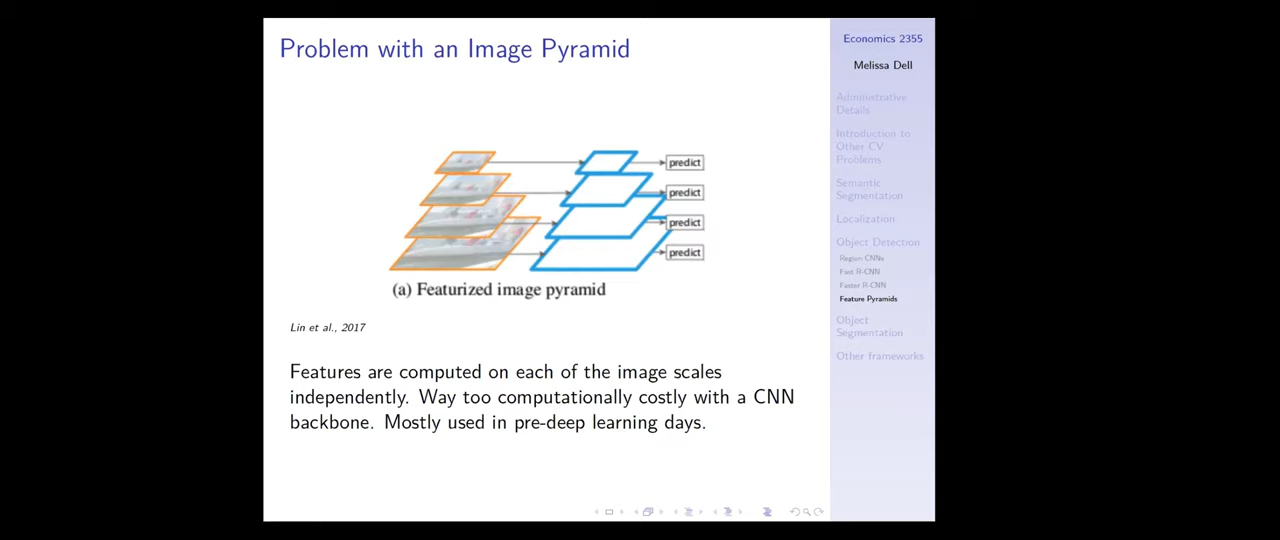 Problem with an Image Pyramid
predict
predict
predict
predict
(a) Featurized image pyramid
Lin et al., 2017
Features are computed on each of the image scales
independently. Way too computationally costly with a CNN
backbone. Mostly used in pre-deep learning days.
Economics 2355
Melissa Dell
Administrative
Details
Introduction to
Other CV
Problems
Semantic
Segmentation
Localization
Object Detection
Region CNNs
Fast R-CNN
Faster R-CNN
Feature Pyramids
Object
Segmentation
Other frameworks